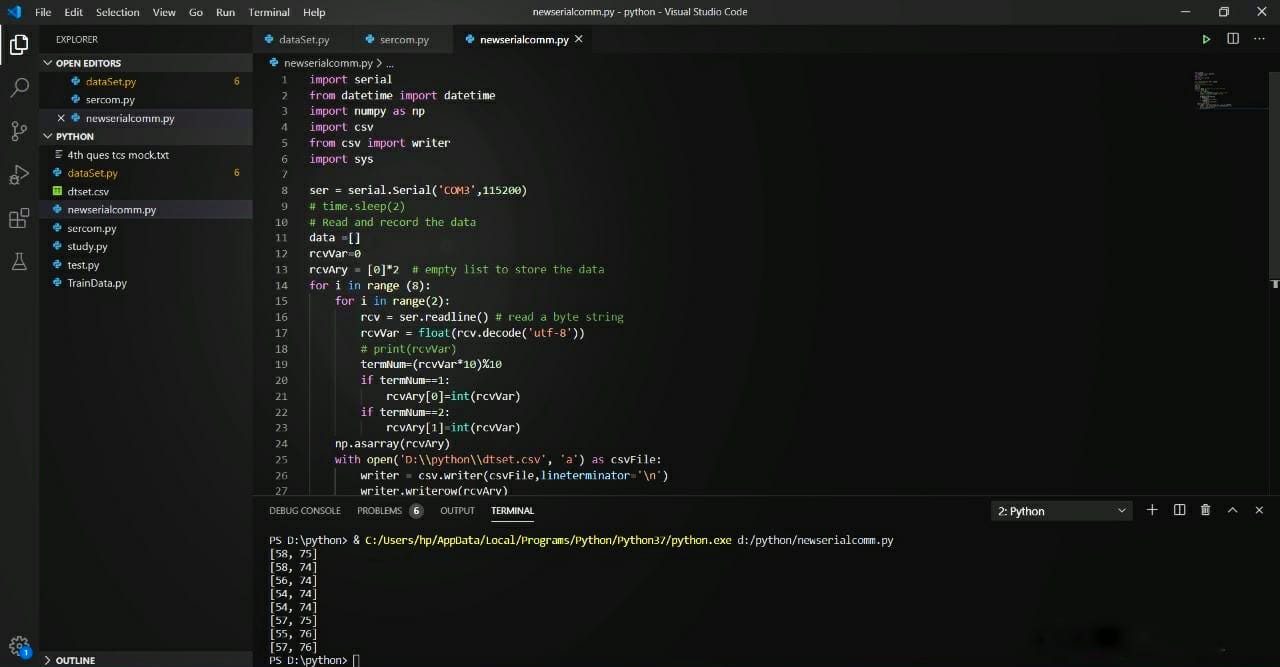 File Edit Selection View Go Run Terminal Help newserialcomm.py - python - Visual Studio Code
EXPLORER
OPEN EDITORS
dataSet.py 6
sercom.py
newserialcomm.py
PYTHON
4th ques tcs mock.txt
dataSet.py 6
dtset.csv
newserialcomm.py
sercom.py
study.py
test.py
TrainData.py
OUTLINE
1
dataSet.py sercom.py newserialcomm.py
newserialcomm.py > ...
1 import serial
2 from datetime import datetime
3 import numpy as np
4 import csv
5 from csv import writer
6 import sys
7
8 ser = serial.Serial('COM3',115200)
9 # time.sleep(2)
10 # Read and record the data
11 data =[]
12 rcvVar=0
13 rcvAry = [0]*2  # empty list to store the data
14 for i in range (8):
15     for i in range(2):
16         rcv = ser.readline() # read a byte string
17         rcvVar = float(rcv.decode('utf-8'))
18         # print(rcvVar)
19         termNum=(rcvVar*10)%10
20         if termNum==1:
21             rcvAry[0]=int(rcvVar)
22         if termNum==2:
23             rcvAry[1]=int(rcvVar)
24     np.asarray(rcvAry)
25     with open('D:\\python\\dtset.csv', 'a') as csvFile:
26         writer = csv.writer(csvFile,lineterminator='\n')
27         writer.writerow(rcvAry)
DEBUG CONSOLE PROBLEMS 6 OUTPUT TERMINAL 2: Python
PS D:\python> & C:/Users/hp/AppData/Local/Programs/Python/Python37/python.exe d:/python/newserialcomm.py
[58, 75]
[58, 74]
[56, 74]
[54, 74]
[54, 74]
[57, 75]
[55, 76]
[57, 76]
PS D:\python>